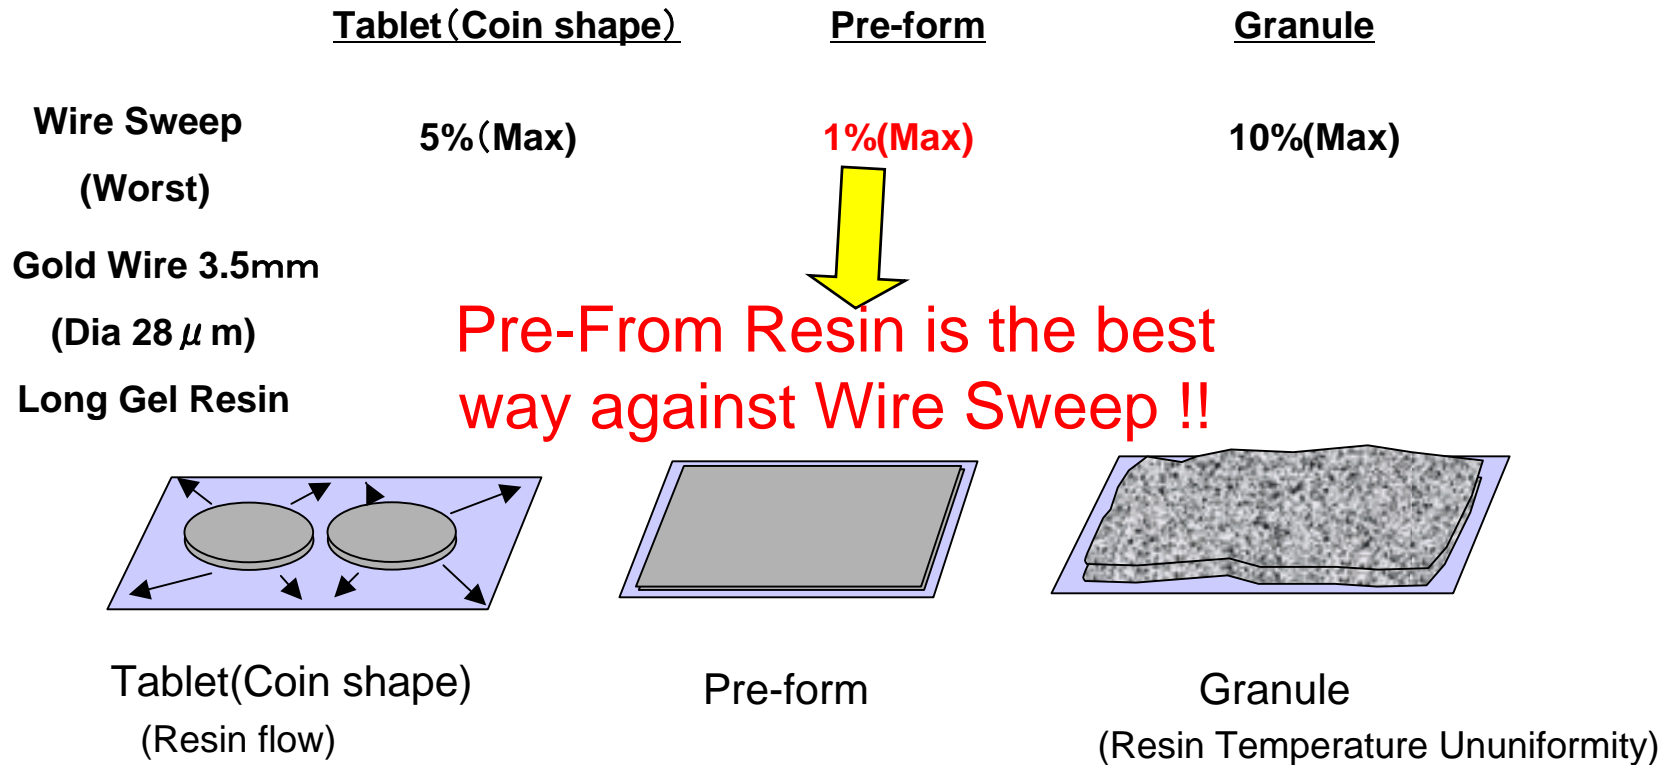 Tablet（Coin shape） Pre-form Granule
Wire Sweep
(Worst)
5%（Max) 1%(Max) 10%(Max)
Gold Wire 3.5mm
(Dia 28μm)
Long Gel Resin
Pre-From Resin is the best
way against Wire Sweep !!
Tablet(Coin shape)
(Resin flow)
Pre-form
Granule
(Resin Temperature Ununiformity)